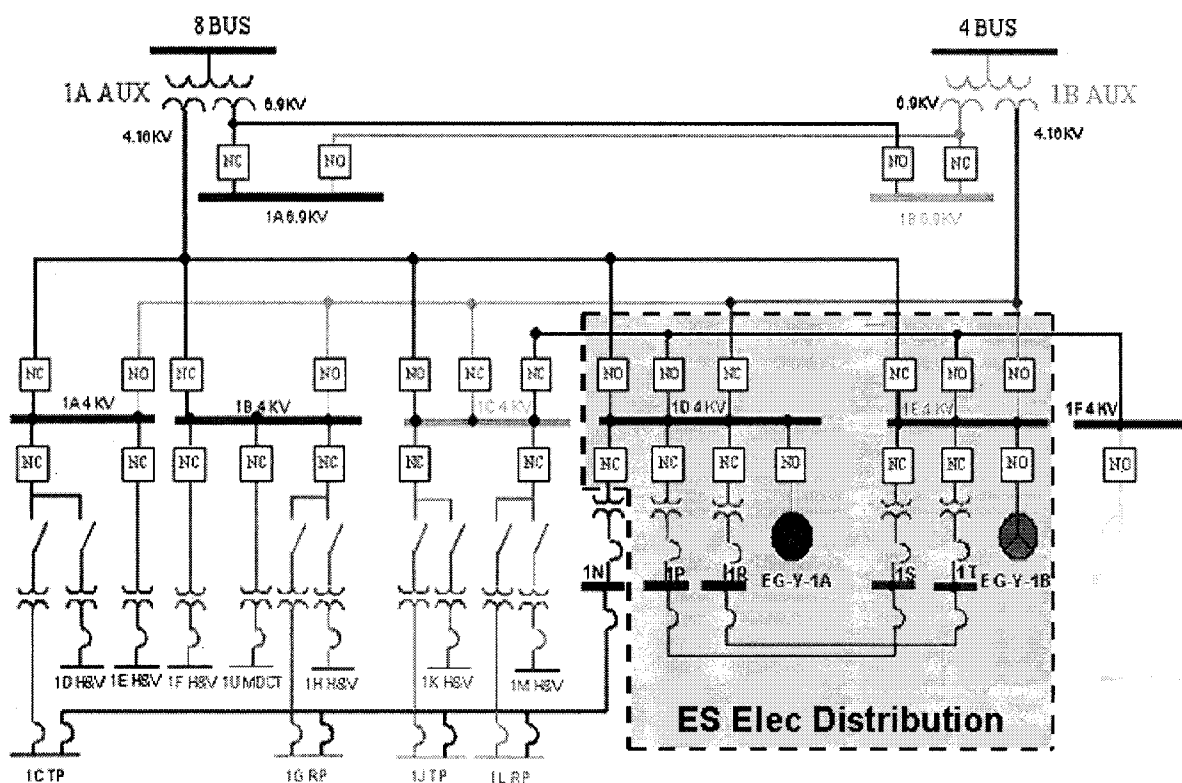 8 BUS
4 BUS
1A AUX
6.9KV
6.9KV
1B AUX
4.16KV
4.16KV
NC NO NO NC
1A 6.9KV
1B 6.9KV
NC NO NC NO NO NC NC NO NO NC NC NO NO
1A 4 KV
1B 4 KV
1C 4 KV
1D 4 KV
1E 4 KV
1F 4 KV
NC NC NC NC NC NC NC NC NC NC NO NC NC NO NO
1N 1P 1R 1S 1T
EG-Y-1A
EG-Y-1B
1D H&V 1E H&V 1F H&V 1U MDCT 1H H&V 1K H&V 1M H&V
ES Elec Distribution
1C TP 1G RP 1J TP 1L RP